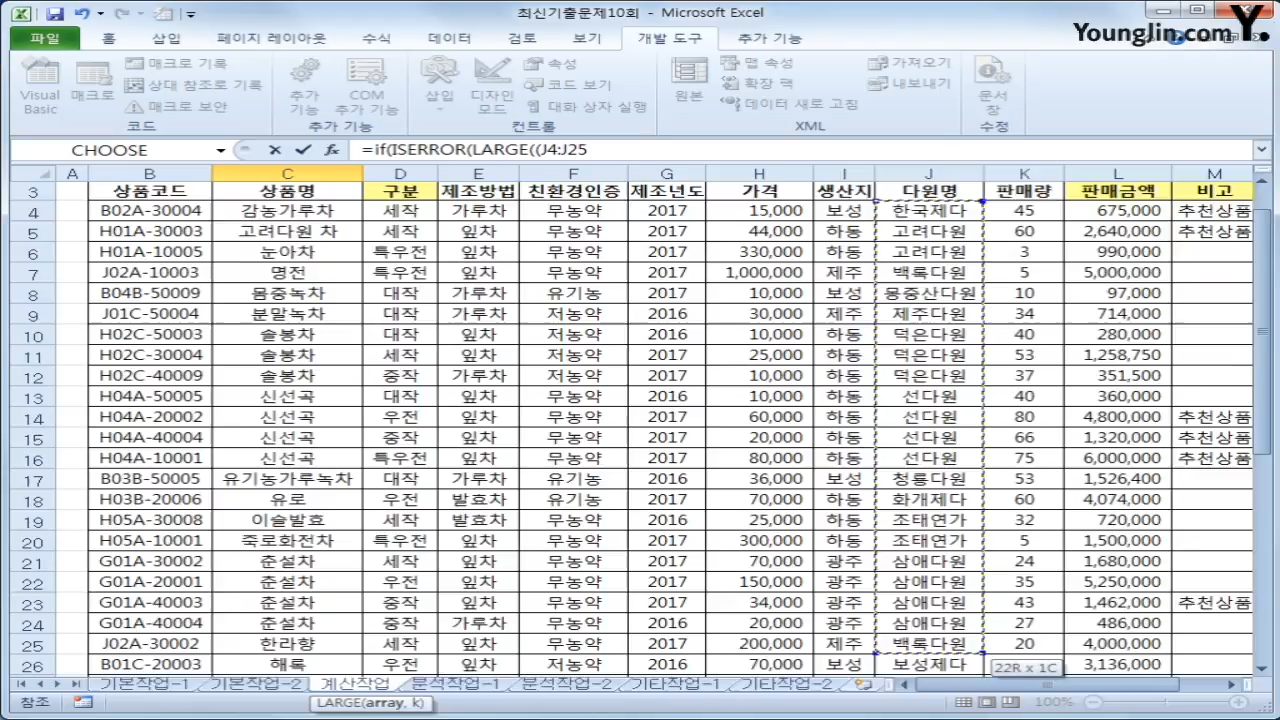 최신기출문제10회 - Microsoft Excel
Younglin.com Y.
파일 홈 삽입 페이지 레이아웃 수식 데이터 검토 보기 개발 도구 추가 기능
Visual Basic
매크로
매크로 기록
상대 참조로 기록
매크로 보안
코드
추가 기능
COM 추가 기능
추가 기능
삽입
디자인 모드
속성
코드 보기
대화 상자 실행
컨트롤
원본
맵 속성
확장 팩
데이터 새로 고침
가져오기
내보내기
XML
문서 창
수정
CHOOSE =if(ISERROR(LARGE((J4:J25
A B C D E F G H I J K L M
3 상품코드 상품명 구분 제조방법 친환경인증 제조년도 가격 생산지 다원명 판매량 판매금액 비고
4 B02A-30004 감농가루차 세작 가루차 무농약 2017 15,000 보성 한국제다 45 675,000 추천상품
5 H01A-30003 고려다원 차 세작 잎차 무농약 2017 44,000 하동 고려다원 60 2,640,000 추천상품
6 H01A-10005 눈아차 특우전 잎차 무농약 2017 330,000 하동 고려다원 3 990,000
7 J02A-10003 명전 특우전 잎차 무농약 2017 1,000,000 제주 백록다원 5 5,000,000
8 B04B-50009 몸중녹차 대작 가루차 유기농 2017 10,000 보성 몽중산다원 10 97,000
9 J01C-50004 분말녹차 대작 가루차 저농약 2016 30,000 제주 제주다원 34 714,000
10 H02C-50003 솔봉차 대작 잎차 저농약 2016 10,000 하동 덕은다원 40 280,000
11 H02C-30004 솔봉차 세작 잎차 저농약 2017 25,000 하동 덕은다원 53 1,258,750
12 H02C-40009 솔봉차 중작 가루차 저농약 2017 10,000 하동 덕은다원 37 351,500
13 H04A-50005 신선곡 대작 잎차 무농약 2016 10,000 하동 선다원 40 360,000
14 H04A-20002 신선곡 우전 잎차 무농약 2017 60,000 하동 선다원 80 4,800,000 추천상품
15 H04A-40004 신선곡 중작 잎차 무농약 2017 20,000 하동 선다원 66 1,320,000 추천상품
16 H04A-10001 신선곡 특우전 잎차 무농약 2017 80,000 하동 선다원 75 6,000,000 추천상품
17 B03B-50005 유기농가루녹차 대작 가루차 유기농 2016 36,000 보성 청룡다원 53 1,526,400
18 H03B-20006 유로 우전 발효차 유기농 2017 70,000 하동 화개제다 60 4,074,000
19 H05A-30008 이슬발효 세작 발효차 무농약 2016 25,000 하동 조태연가 32 720,000
20 H05A-10001 죽로화전차 특우전 잎차 무농약 2017 300,000 하동 조태연가 5 1,500,000
21 G01A-30002 춘설차 세작 잎차 무농약 2017 70,000 광주 삼애다원 24 1,680,000
22 G01A-20001 춘설차 우전 잎차 무농약 2017 150,000 광주 삼애다원 35 5,250,000
23 G01A-40003 춘설차 중작 잎차 무농약 2017 34,000 광주 삼애다원 43 1,462,000 추천상품
24 G01A-40004 춘설차 중작 가루차 무농약 2016 20,000 광주 삼애다원 27 486,000
25 J02A-30002 한라향 세작 잎차 무농약 2017 200,000 제주 백록다원 20 4,000,000
26 B01C-20003 해록 우전 잎차 저농약 2016 70,000 보성 보성제다 3,136,000
22R x 1C
기본작업-1 기본작업-2 계산작업 분석작업-1 분석작업-2 기타작업-1 기타작업-2
참조 LARGE(array, k) 100%